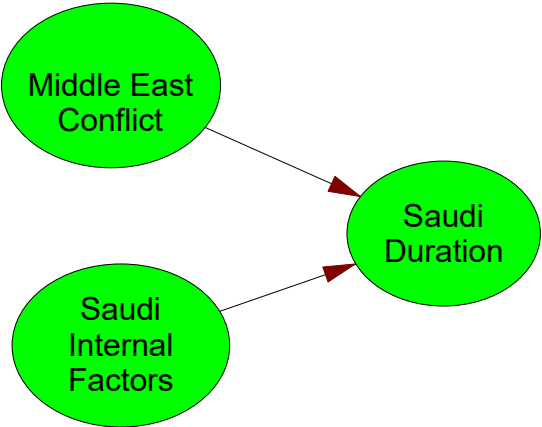 Middle East
Conflict
Saudi
Duration
Saudi
Internal
Factors